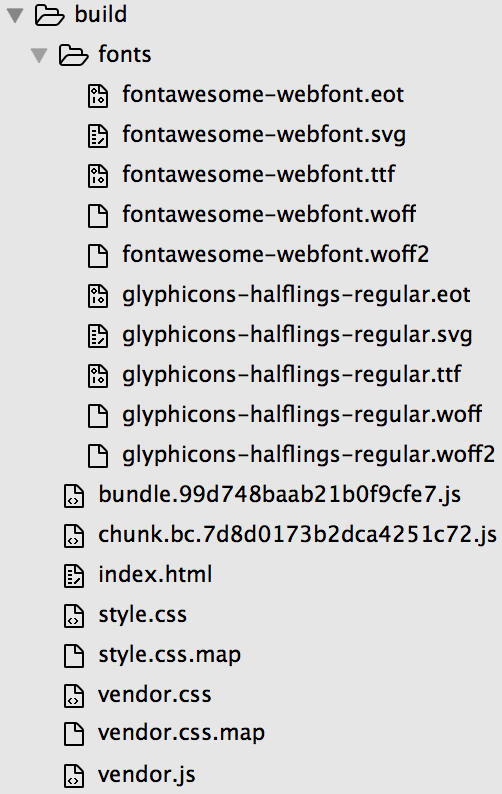 build
fonts
fontawesome-webfont.eot
fontawesome-webfont.svg
fontawesome-webfont.ttf
fontawesome-webfont.woff
fontawesome-webfont.woff2
glyphicons-halflings-regular.eot
glyphicons-halflings-regular.svg
glyphicons-halflings-regular.ttf
glyphicons-halflings-regular.woff
glyphicons-halflings-regular.woff2
bundle.99d748baab21b0f9cfe7.js
chunk.bc.7d8d0173b2dca4251c72.js
index.html
style.css
style.css.map
vendor.css
vendor.css.map
vendor.js